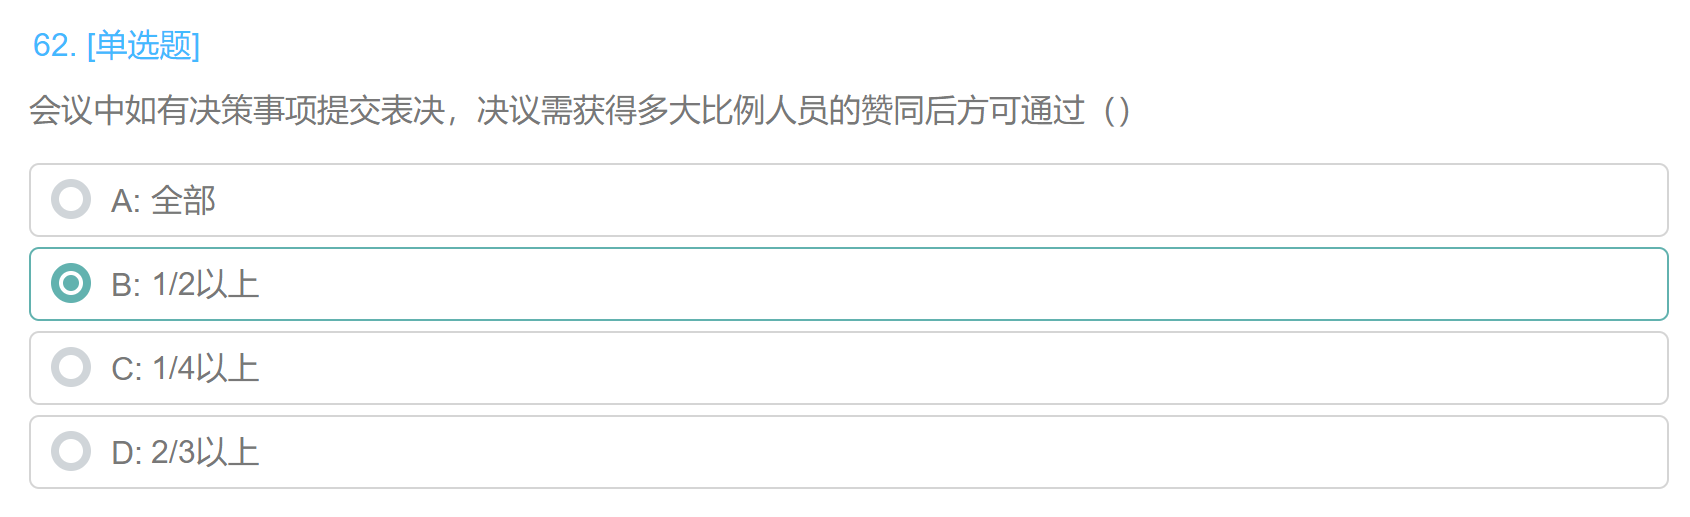 62. [单选题]
会议中如有决策事项提交表决，决议需获得多大比例人员的赞同后方可通过（）
A: 全部
B: 1/2以上
C: 1/4以上
D: 2/3以上